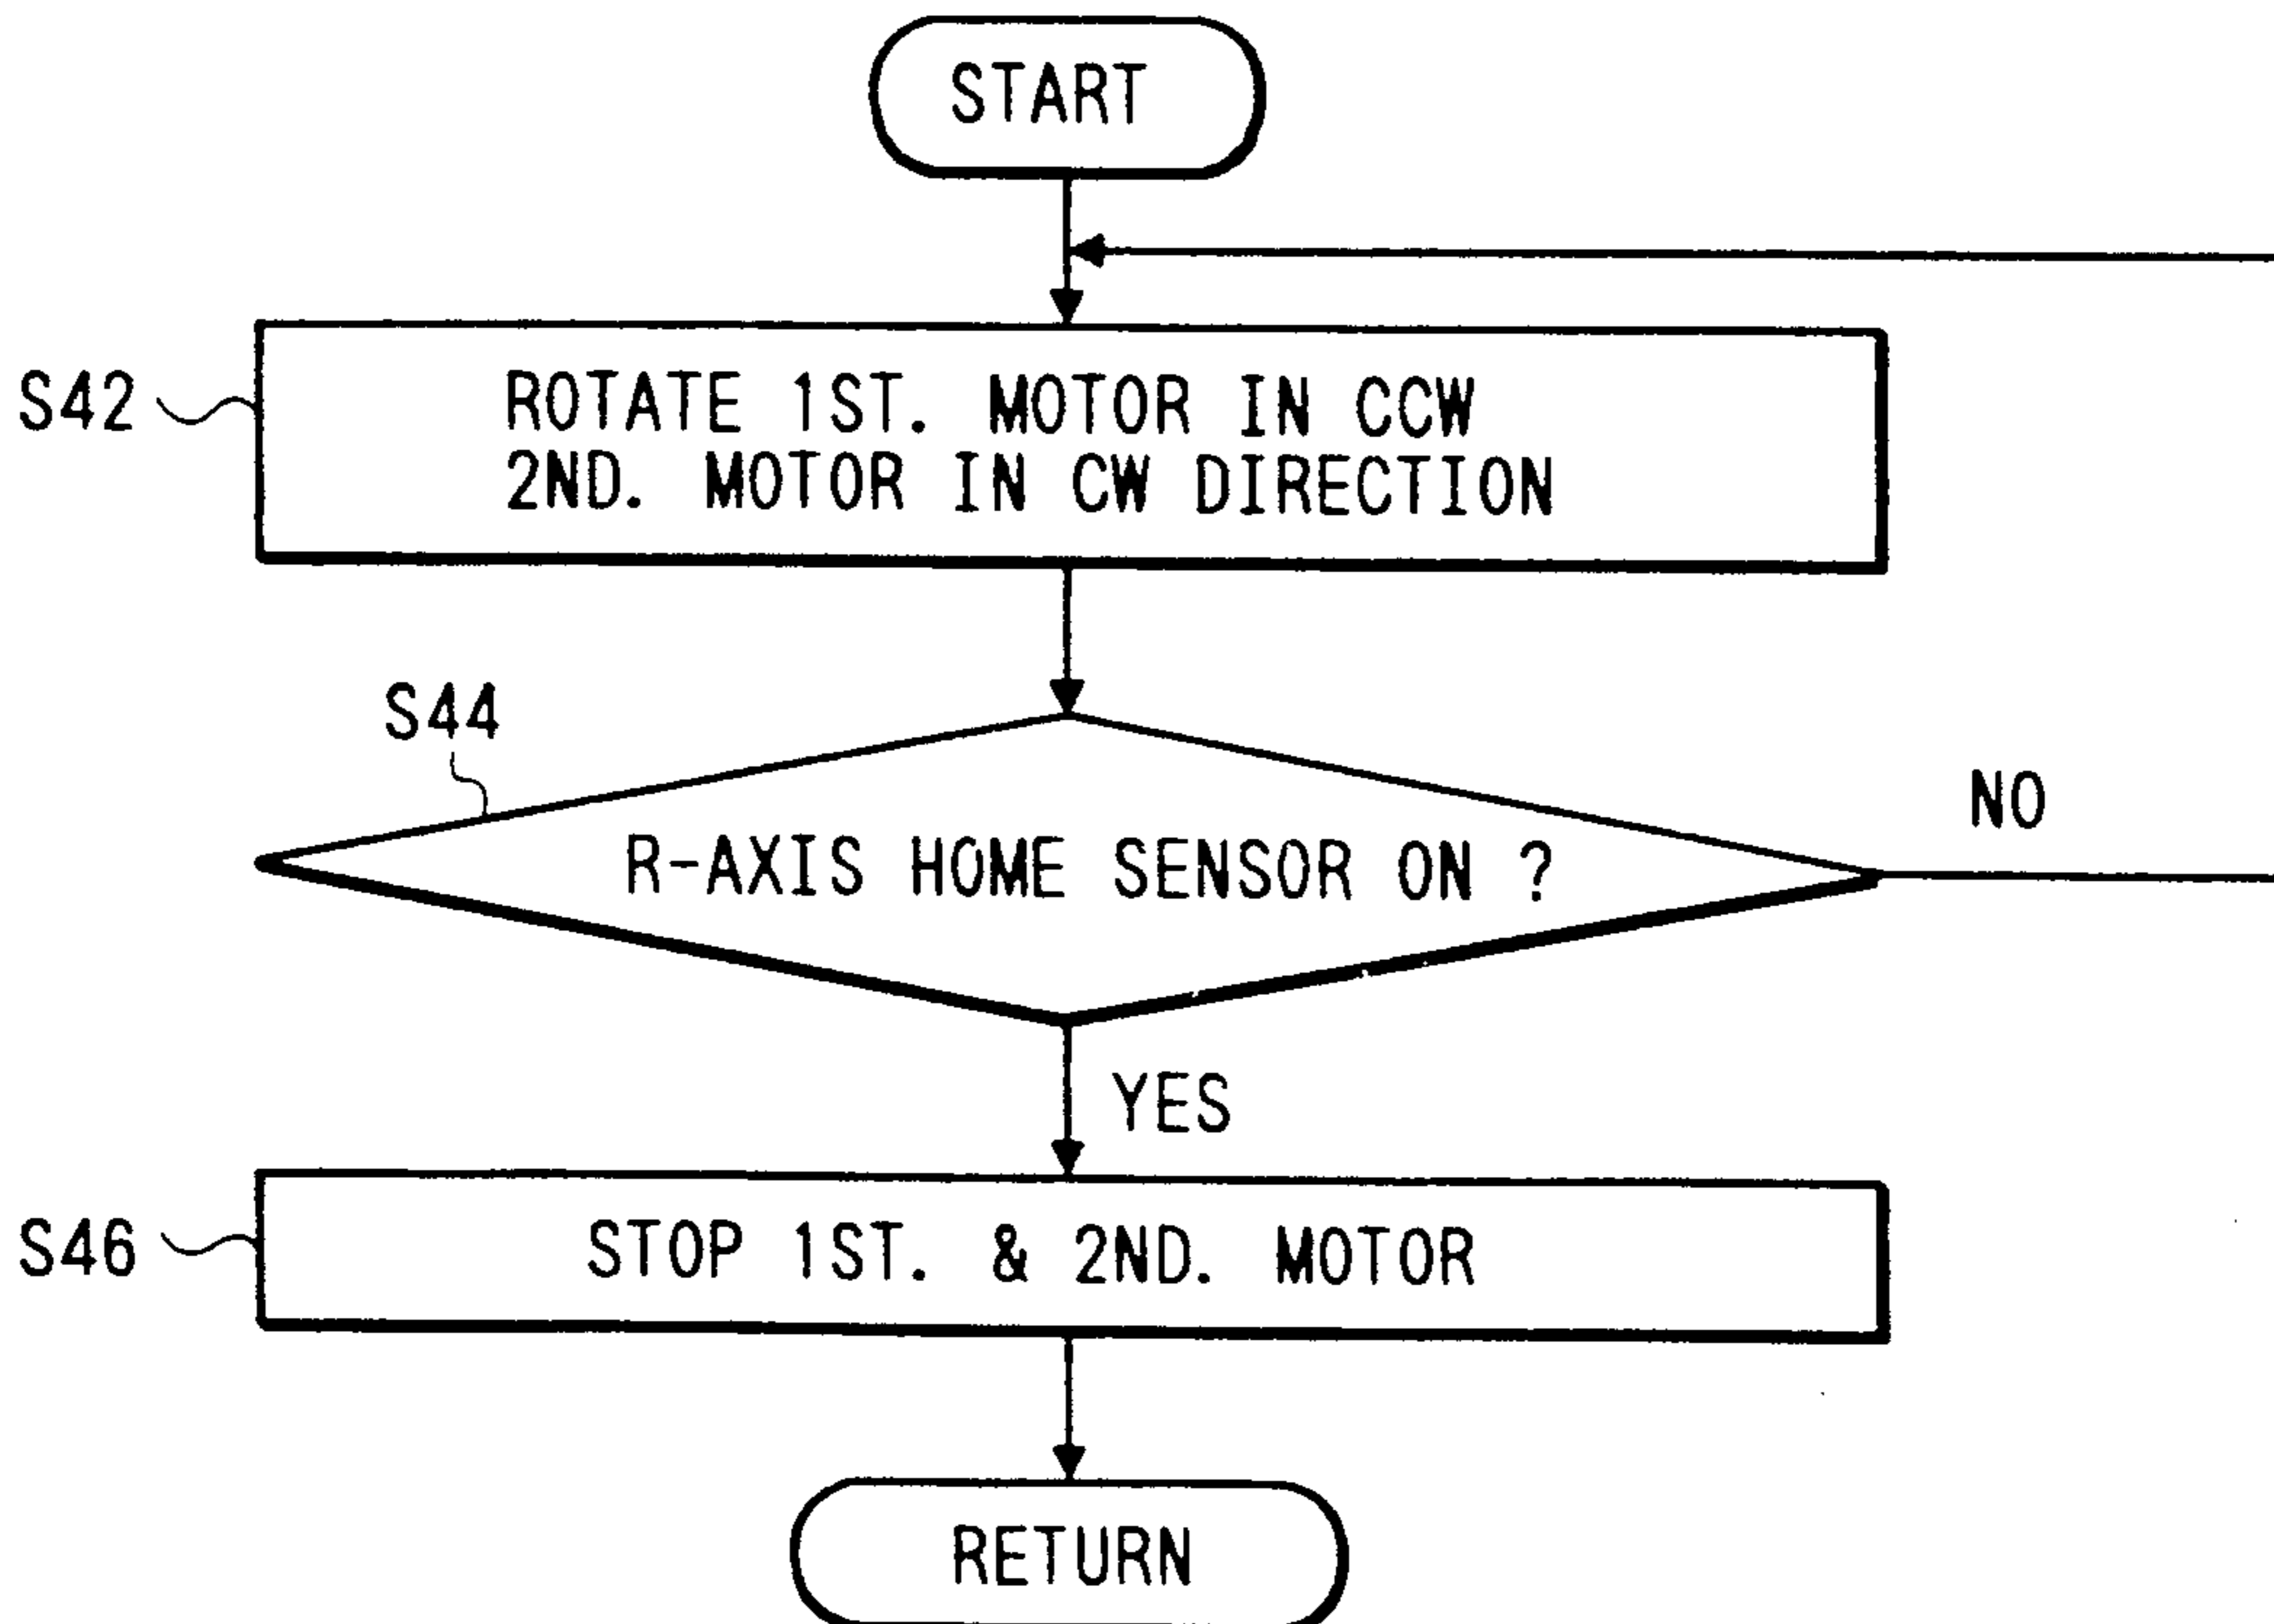 START
S42
ROTATE 1ST. MOTOR IN CCW
2ND. MOTOR IN CW DIRECTION
S44
NO
R-AXIS HOME SENSOR ON ?
YES
S46
STOP 1ST. & 2ND. MOTOR
RETURN